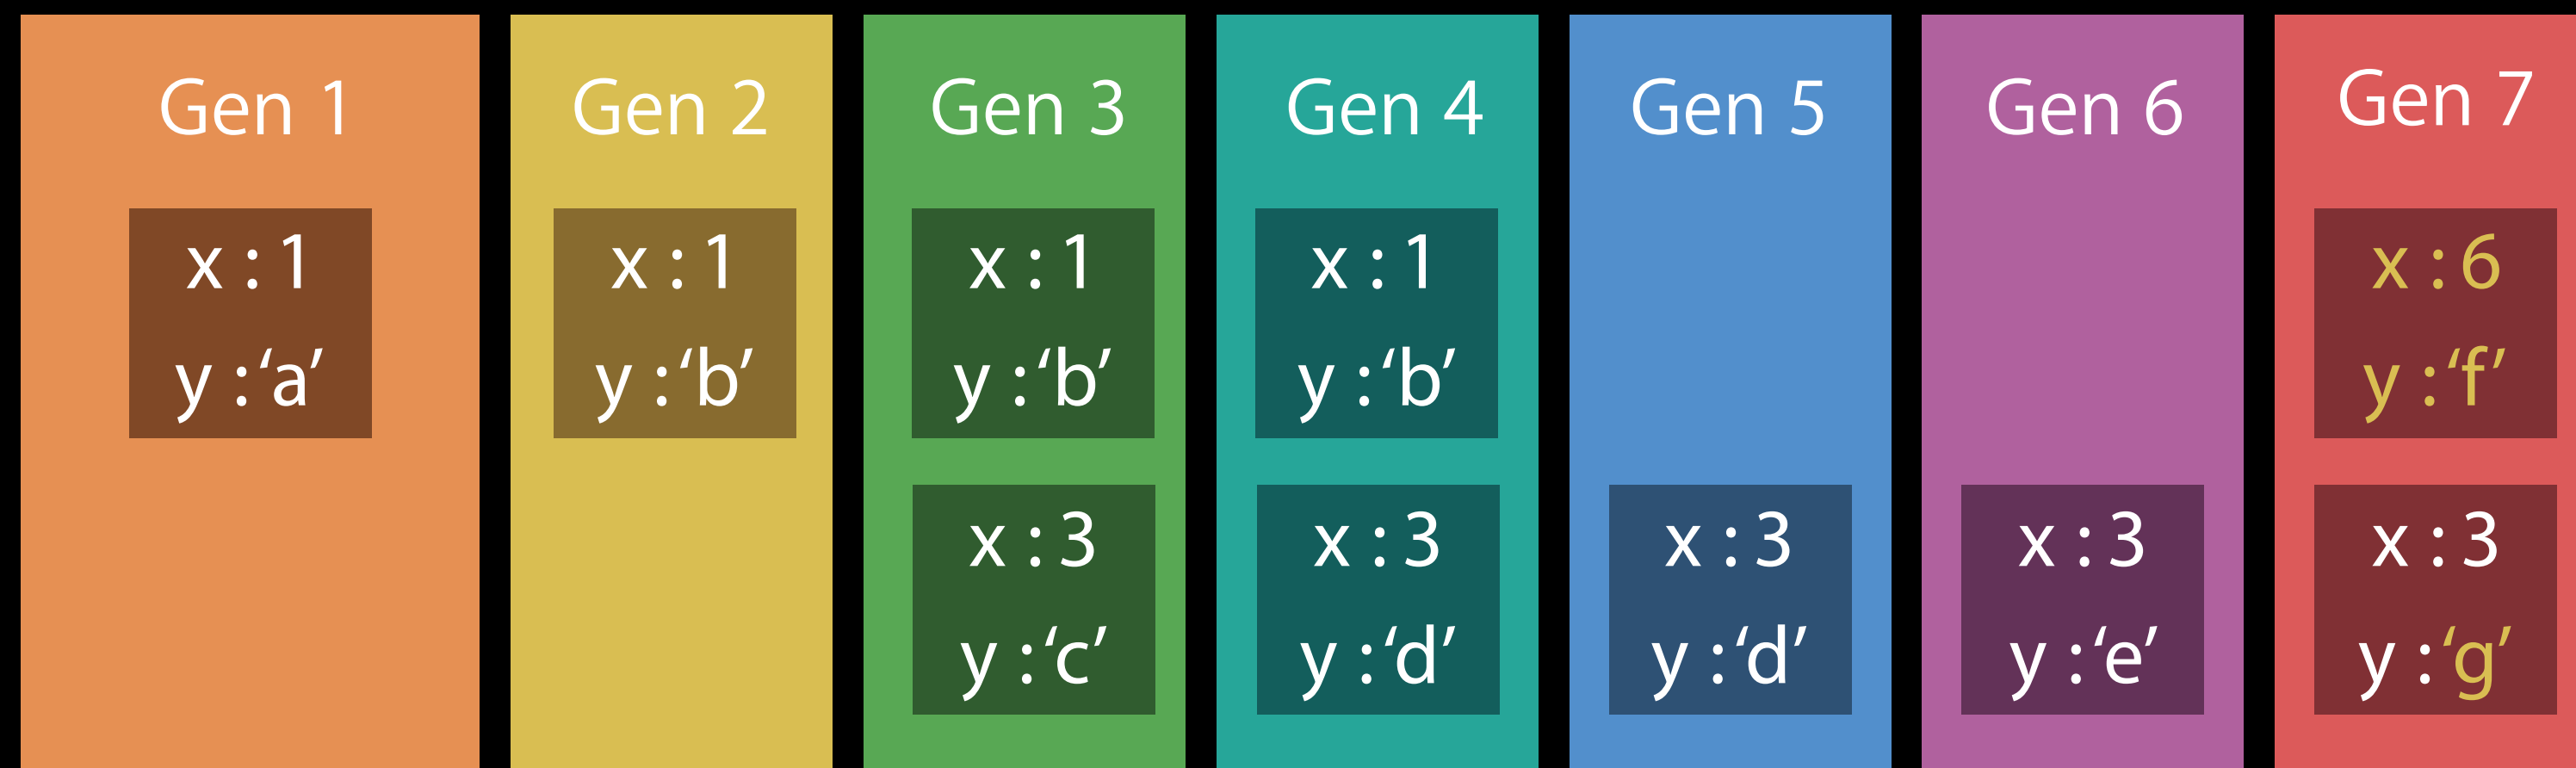 Gen 1
x : 1
y : ‘a’
Gen 2
x : 1
y : ‘b’
Gen 3
x : 1
y : ‘b’
x : 3
y : ‘c’
Gen 4
x : 1
y : ‘b’
x : 3
y : ‘d’
Gen 5
x : 3
y : ‘d’
Gen 6
x : 3
y : ‘e’
Gen 7
x : 6
y : ‘f’
x : 3
y : ‘g’